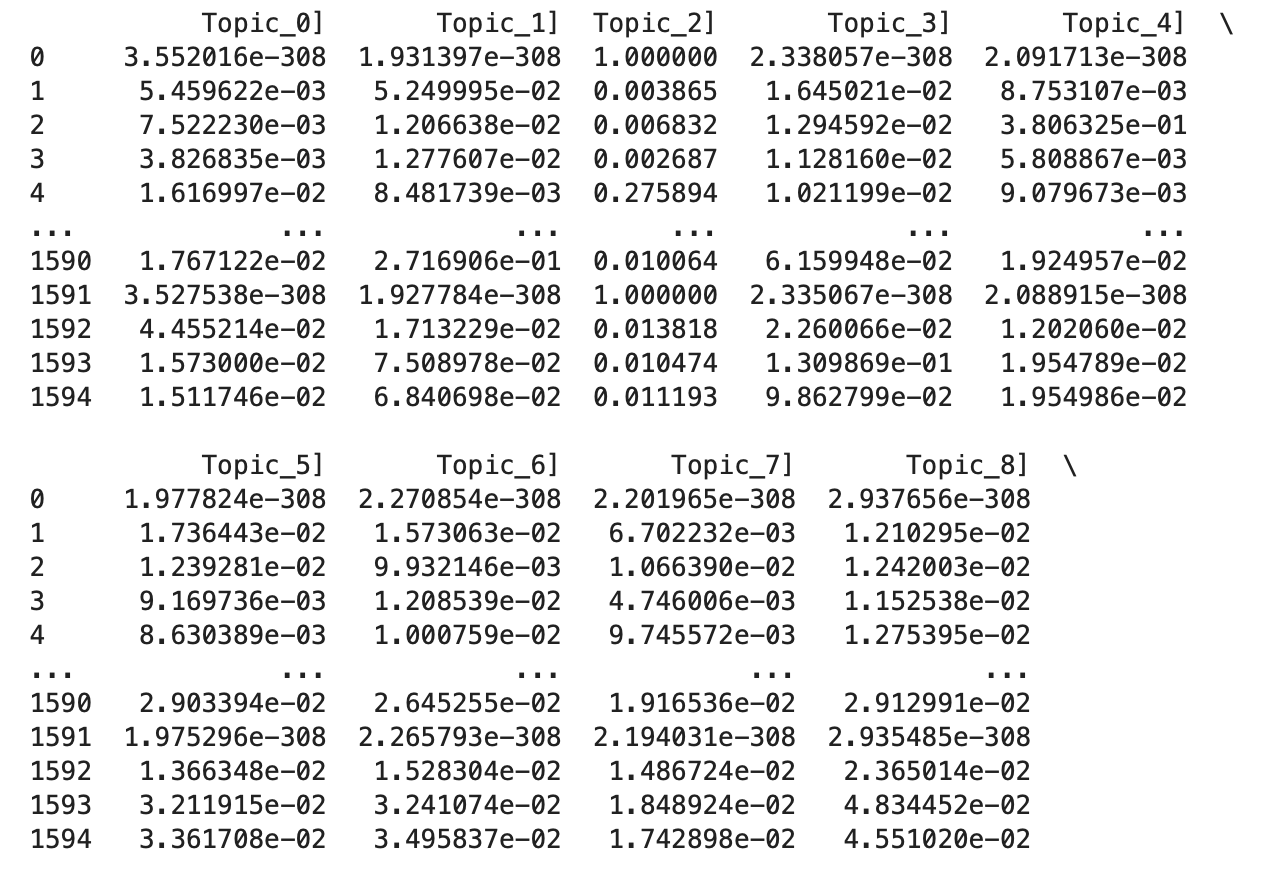 Topic_0] Topic_1] Topic_2] Topic_3] Topic_4] \
0 3.552016e-308 1.931397e-308 1.000000 2.338057e-308 2.091713e-308
1 5.459622e-03 5.249995e-02 0.003865 1.645021e-02 8.753107e-03
2 7.522230e-03 1.206638e-02 0.006832 1.294592e-02 3.806325e-01
3 3.826835e-03 1.277607e-02 0.002687 1.128160e-02 5.808867e-03
4 1.616997e-02 8.481739e-03 0.275894 1.021199e-02 9.079673e-03
... ... ... ... ... ...
1590 1.767122e-02 2.716906e-01 0.010064 6.159948e-02 1.924957e-02
1591 3.527538e-308 1.927784e-308 1.000000 2.335067e-308 2.088915e-308
1592 4.455214e-02 1.713229e-02 0.013818 2.260066e-02 1.202060e-02
1593 1.573000e-02 7.508978e-02 0.010474 1.309869e-01 1.954789e-02
1594 1.511746e-02 6.840698e-02 0.011193 9.862799e-02 1.954986e-02
Topic_5] Topic_6] Topic_7] Topic_8] \
0 1.977824e-308 2.270854e-308 2.201965e-308 2.937656e-308
1 1.736443e-02 1.573063e-02 6.702232e-03 1.210295e-02
2 1.239281e-02 9.932146e-03 1.066390e-02 1.242003e-02
3 9.169736e-03 1.208539e-02 4.746006e-03 1.152538e-02
4 8.630389e-03 1.000759e-02 9.745572e-03 1.275395e-02
... ... ... ... ...
1590 2.903394e-02 2.645255e-02 1.916536e-02 2.912991e-02
1591 1.975296e-308 2.265793e-308 2.194031e-308 2.935485e-308
1592 1.366348e-02 1.528304e-02 1.486724e-02 2.365014e-02
1593 3.211915e-02 3.241074e-02 1.848924e-02 4.834452e-02
1594 3.361708e-02 3.495837e-02 1.742898e-02 4.551020e-02